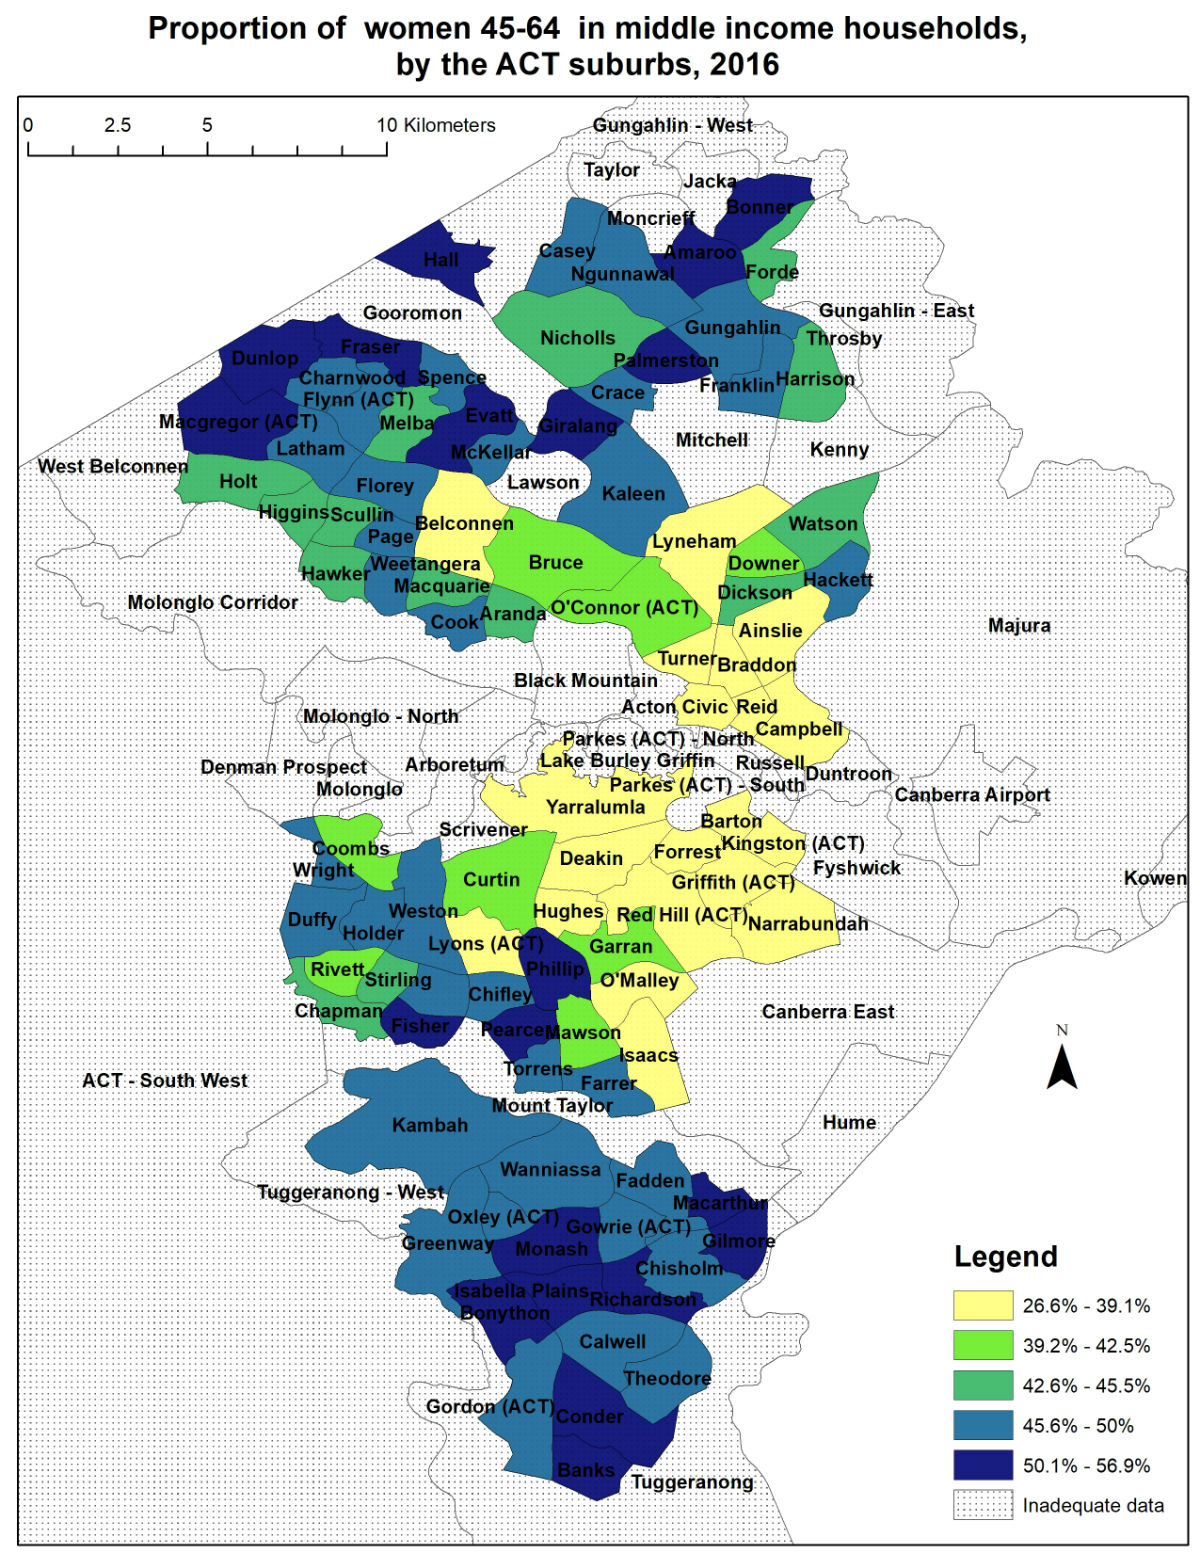 Proportion of women 45-64 in middle income households,
by the ACT suburbs, 2016
0 2.5 5 10 Kilometers
Gungahlin - West
Taylor
Jacka
Bonner
Moncrieff
Casey
Amaroo
Hall
Ngunnawal
Forde
Gooromon
Gungahlin - East
Gungahlin
Nicholls
Throsby
Fraser
Dunlop
Palmerston
Charnwood
Spence
Harrison
Franklin
Crace
Flynn (ACT)
Evatt
Macgregor (ACT)
Melba
Giralang
Mitchell
Latham
Kenny
McKellar
West Belconnen
Holt
Lawson
Florey
Kaleen
Higgins
Scullin
Belconnen
Watson
Page
Lyneham
Bruce
Downer
Weetangera
Hawker
Hackett
Macquarie
Dickson
Molonglo Corridor
O'Connor (ACT)
Aranda
Cook
Majura
Ainslie
Turner
Braddon
Black Mountain
Acton
Civic
Reid
Molonglo - North
Campbell
Parkes (ACT) - North
Lake Burley Griffin
Russell
Arboretum
Denman Prospect
Duntroon
Parkes (ACT) - South
Molonglo
Canberra Airport
Yarralumla
Barton
Scrivener
Kingston (ACT)
Coombs
Forrest
Deakin
Fyshwick
Wright
Kowen
Curtin
Griffith (ACT)
Weston
Hughes
Red Hill (ACT)
Duffy
Narrabundah
Holder
Lyons (ACT)
Garran
Rivett
Phillip
Stirling
O'Malley
Chifley
Chapman
Canberra East
Fisher
Pearce
Mawson
Isaacs
Torrens
ACT - South West
Farrer
Mount Taylor
Hume
Kambah
Wanniassa
Fadden
Tuggeranong - West
Macarthur
Oxley (ACT)
Gowrie (ACT)
Greenway
Gilmore
Monash
Chisholm
Isabella Plains
Richardson
Bonython
Calwell
Theodore
Gordon (ACT)
Conder
Banks
Tuggeranong
N
Legend
26.6% - 39.1%
39.2% - 42.5%
42.6% - 45.5%
45.6% - 50%
50.1% - 56.9%
Inadequate data